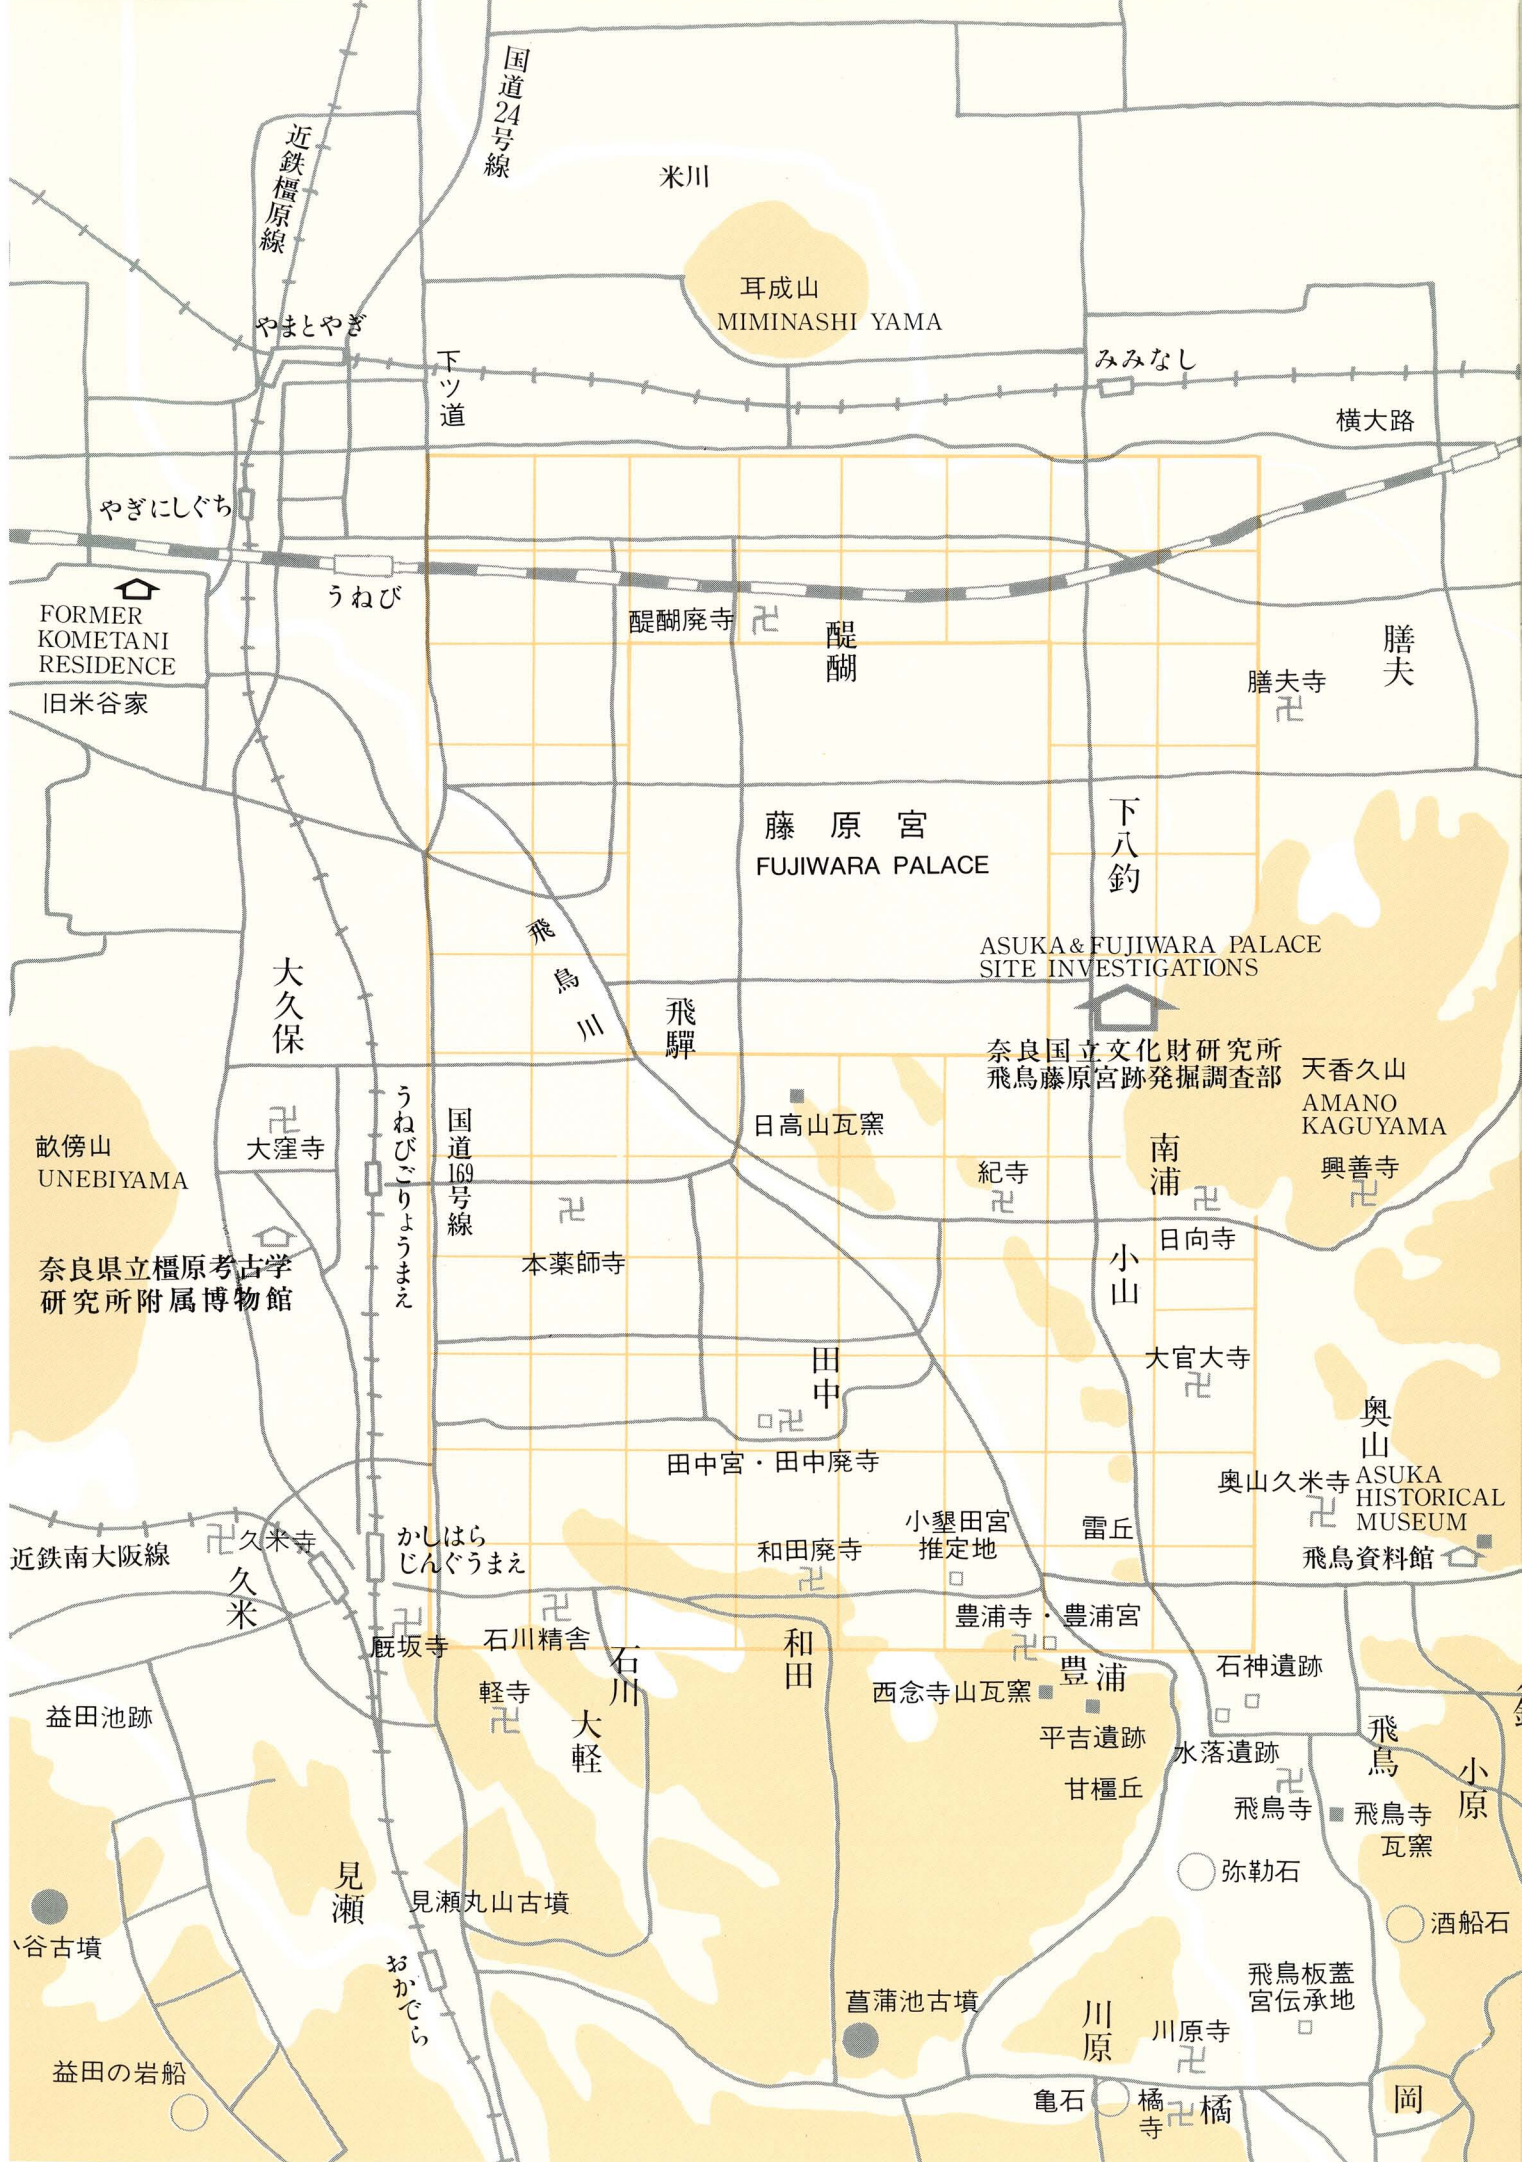 国道24号線
近鉄橿原線
米川
耳成山
MIMINASHI YAMA
やまとやぎ
下ツ道
みみなし
横大路
やぎにしぐち
うねび
FORMER
KOMETANI
RESIDENCE
旧米谷家
醍醐廃寺
醍醐
膳夫
膳夫寺
藤原宮
FUJIWARA PALACE
下八釣
飛鳥川
ASUKA & FUJIWARA PALACE
SITE INVESTIGATIONS
奈良国立文化財研究所
飛鳥藤原宮跡発掘調査部
大久保
飛驒
天香久山
AMANO
KAGUYAMA
日高山瓦窯
畝傍山
UNEBIYAMA
大窪寺
うねびごりょうまえ
国道169号線
紀寺
南浦
興善寺
日向寺
奈良県立橿原考古学
研究所附属博物館
本薬師寺
小山
田中
大官大寺
田中宮・田中廃寺
奥山
奥山久米寺
ASUKA
HISTORICAL
MUSEUM
飛鳥資料館
近鉄南大阪線
久米寺
久米
かしはら
じんぐうまえ
和田廃寺
小墾田宮
推定地
雷丘
厩坂寺
石川精舎
石川
和田
豊浦寺・豊浦宮
豊浦
石神遺跡
西念寺山瓦窯
軽寺
大軽
平吉遺跡
水落遺跡
飛鳥
小原
益田池跡
甘橿丘
飛鳥寺
飛鳥寺
瓦窯
弥勒石
見瀬
見瀬丸山古墳
酒船石
谷古墳
おかでら
飛鳥板蓋
宮伝承地
菖蒲池古墳
川原
川原寺
益田の岩船
亀石
橘寺
橘
岡